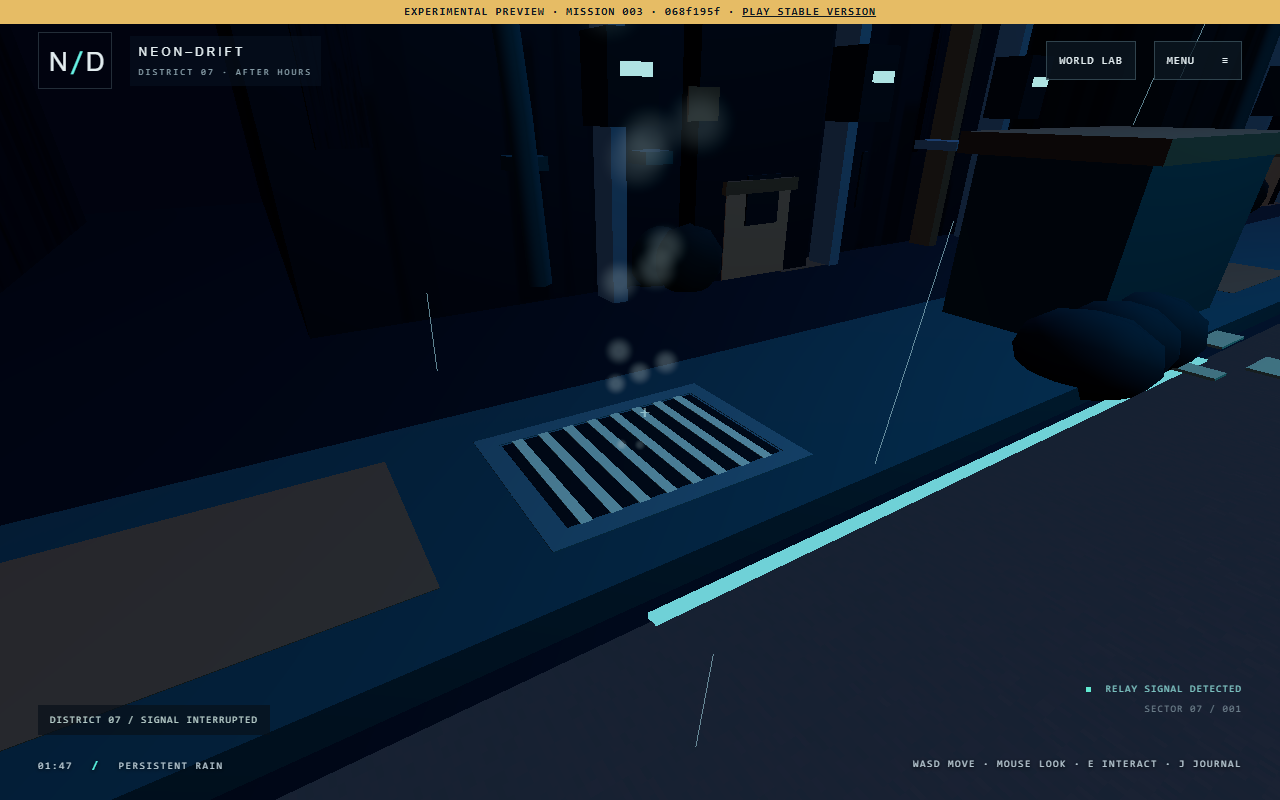 EXPERIMENTAL PREVIEW · MISSION 003 · 068f195f · PLAY STABLE VERSION
N/D
NEON—DRIFT
DISTRICT 07 · AFTER HOURS
WORLD LAB
MENU ≡
RELAY SIGNAL DETECTED
SECTOR 07 / 001
DISTRICT 07 / SIGNAL INTERRUPTED
01:47 / PERSISTENT RAIN
WASD MOVE · MOUSE LOOK · E INTERACT · J JOURNAL